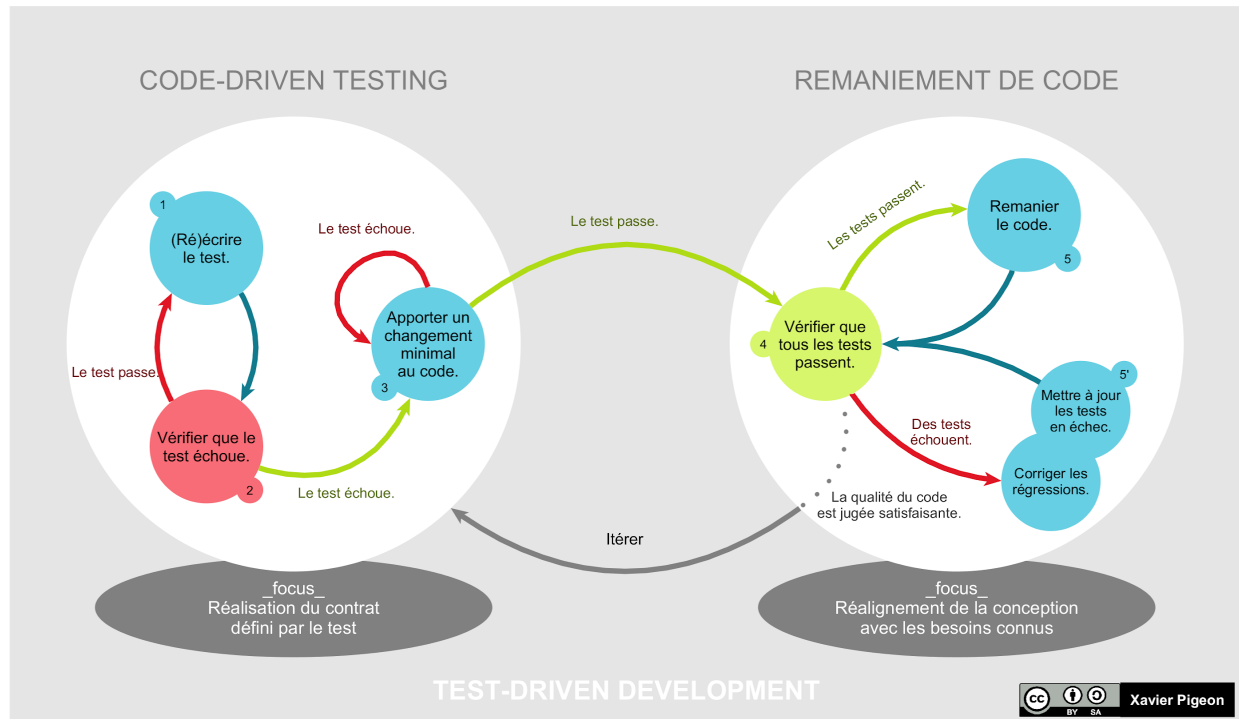 CODE-DRIVEN TESTING
REMANIEMENT DE CODE
1
(Ré)écrire
le test.
Le test échoue.
Le test passe.
Les tests passent.
Remanier
le code.
5
Apporter un
changement
minimal
au code.
3
Vérifier que
tous les tests
passent.
4
Le test passe.
5'
Mettre à jour
les tests
en échec.
Vérifier que le
test échoue.
2
Des tests
échouent.
Corriger les
régressions.
Le test échoue.
La qualité du code
est jugée satisfaisante.
Itérer
_focus_
Réalisation du contrat
défini par le test
_focus_
Réalignement de la conception
avec les besoins connus
TEST-DRIVEN DEVELOPMENT
cc
BY SA
Xavier Pigeon